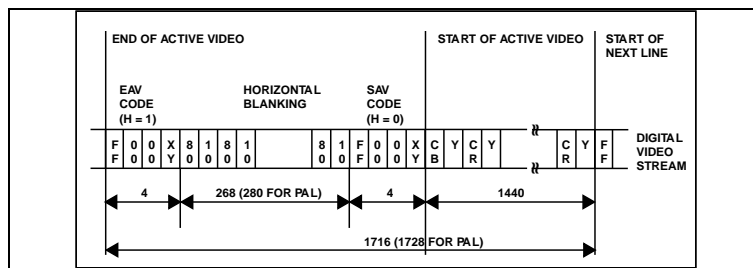 END OF ACTIVE VIDEO START OF ACTIVE VIDEO START OF
NEXT LINE
EAV
CODE
(H = 1)
HORIZONTAL
BLANKING
SAV
CODE
(H = 0)
F F 0 0 0 0 X Y 8 0 1 0 8 0 1 0 8 0 1 0 F F 0 0 0 0 X Y C B Y C R Y C R Y F F
DIGITAL
VIDEO
STREAM
4 268 (280 FOR PAL) 4 1440
1716 (1728 FOR PAL)